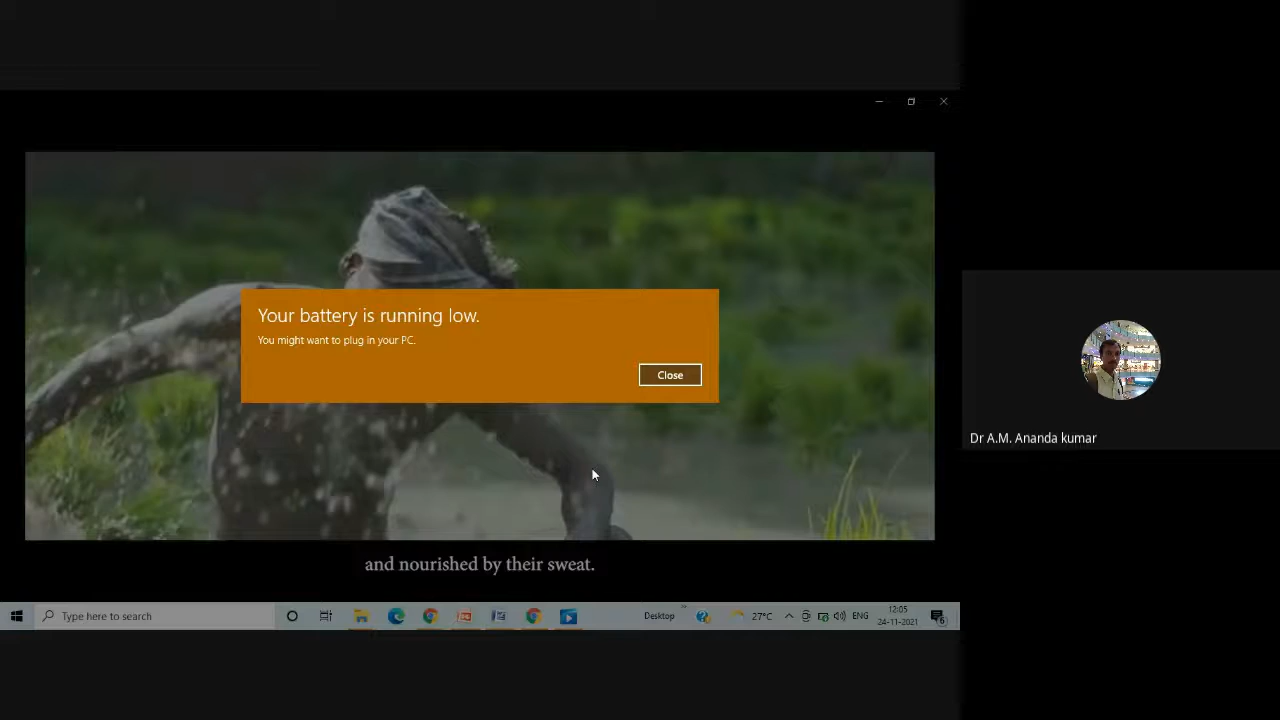 Your battery is running low.
You might want to plug in your PC.
Close
Dr A.M. Ananda kumar
and nourished by their sweat.
Type here to search
Desktop
27°C
ENG
12:05
24-11-2021
6